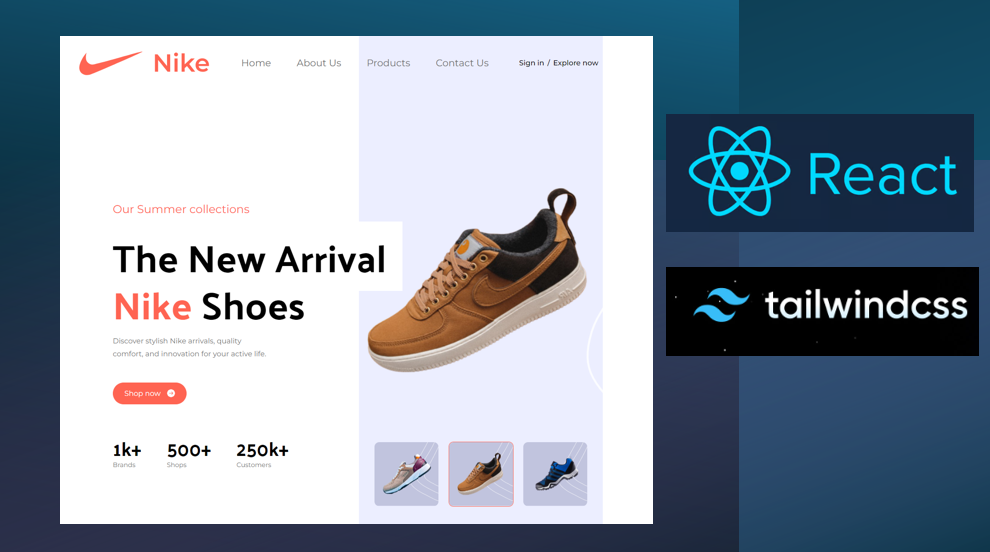 Nike
Home About Us Products Contact Us Sign in / Explore now
Our Summer collections
The New Arrival
Nike Shoes
Discover stylish Nike arrivals, quality
comfort, and innovation for your active life.
Shop now
1k+ 500+ 250k+
Brands Shops Customers
React
tailwindcss